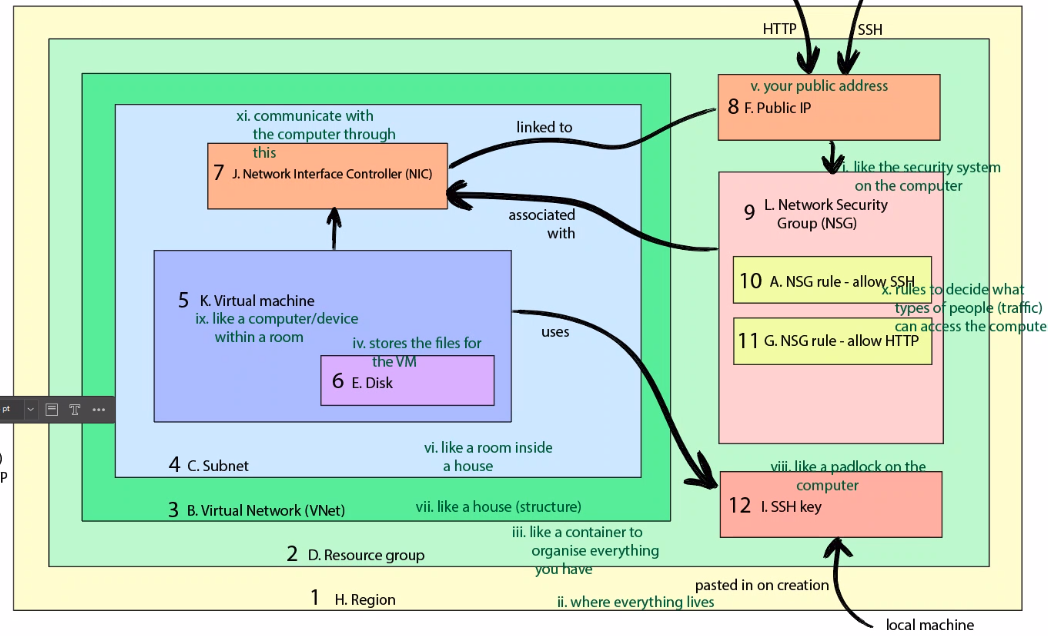 HTTP
SSH
v. your public address
8 F. Public IP
xi. communicate with
the computer through
this
7 J. Network Interface Controller (NIC)
linked to
i. like the security system
on the computer
9 L. Network Security
Group (NSG)
associated
with
10 A. NSG rule - allow SSH
x. rules to decide what
types of people (traffic)
can access the compute
11 G. NSG rule - allow HTTP
5 K. Virtual machine
ix. like a computer/device
within a room
uses
iv. stores the files for
the VM
6 E. Disk
pt
T
)
P
vi. like a room inside
a house
4 C. Subnet
viii. like a padlock on the
computer
12 I. SSH key
vii. like a house (structure)
3 B. Virtual Network (VNet)
iii. like a container to
organise everything
you have
2 D. Resource group
pasted in on creation
1 H. Region
ii. where everything lives
local machine